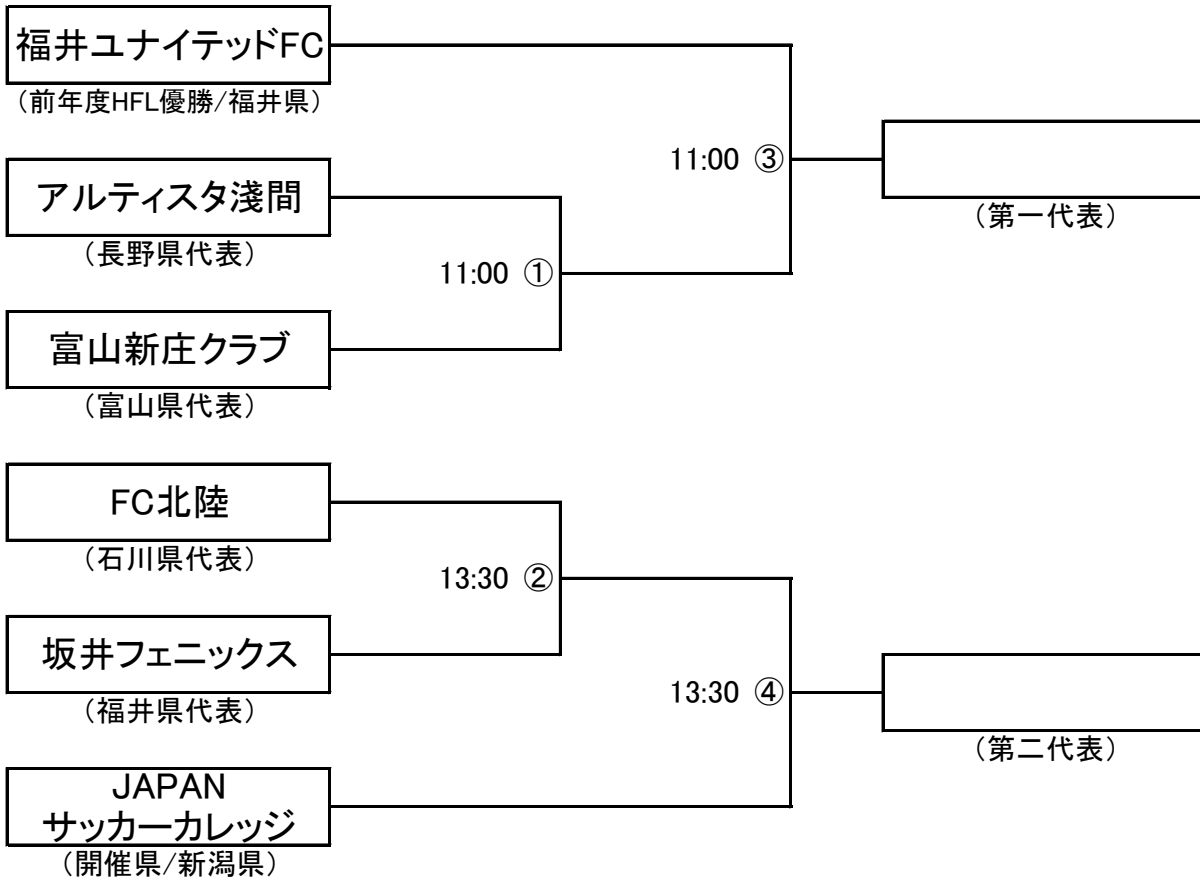 福井ユナイテッドFC
（前年度HFL優勝/福井県）
11:00 ③
（第一代表）
アルティスタ淺間
（長野県代表）
11:00 ①
富山新庄クラブ
（富山県代表）
FC北陸
（石川県代表）
13:30 ②
坂井フェニックス
（福井県代表）
13:30 ④
（第二代表）
JAPAN
サッカーカレッジ
（開催県/新潟県）